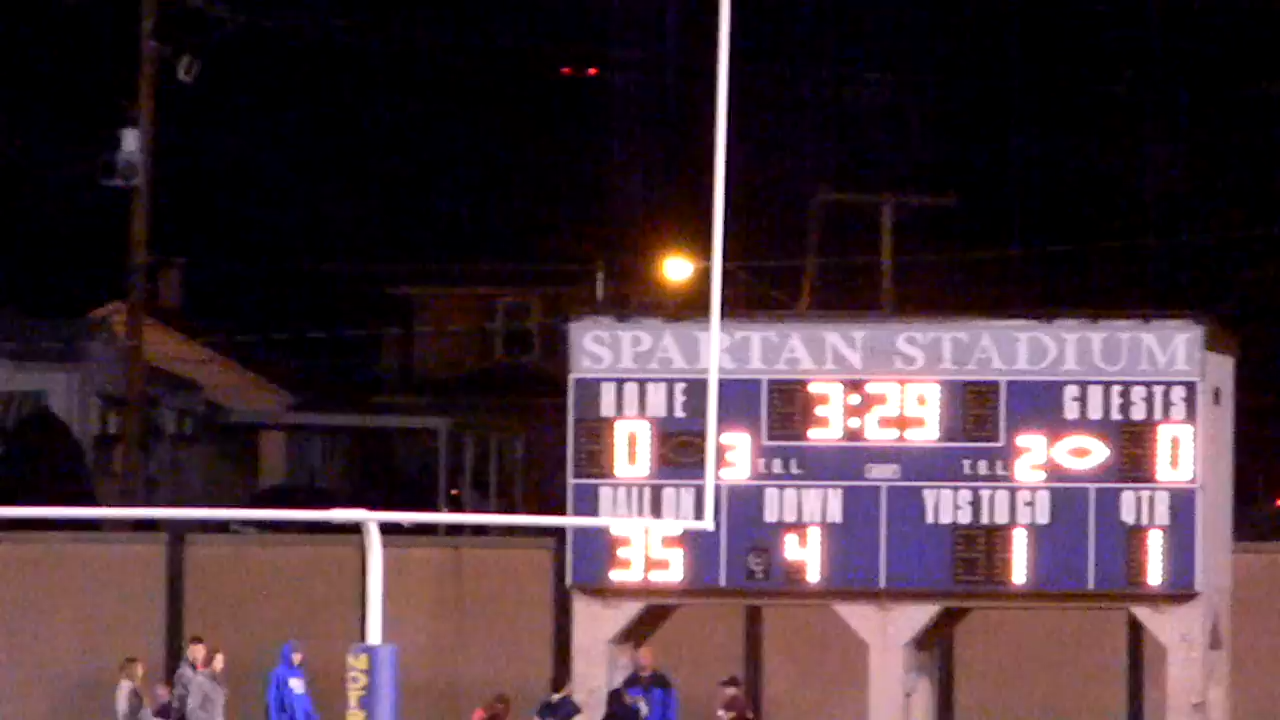 SPARTAN STADIUM
HOME 3:29 GUESTS
0 3 T.O.L. T.O.L. 2 0
BALL ON DOWN YDS TO GO QTR
35 4 1 1